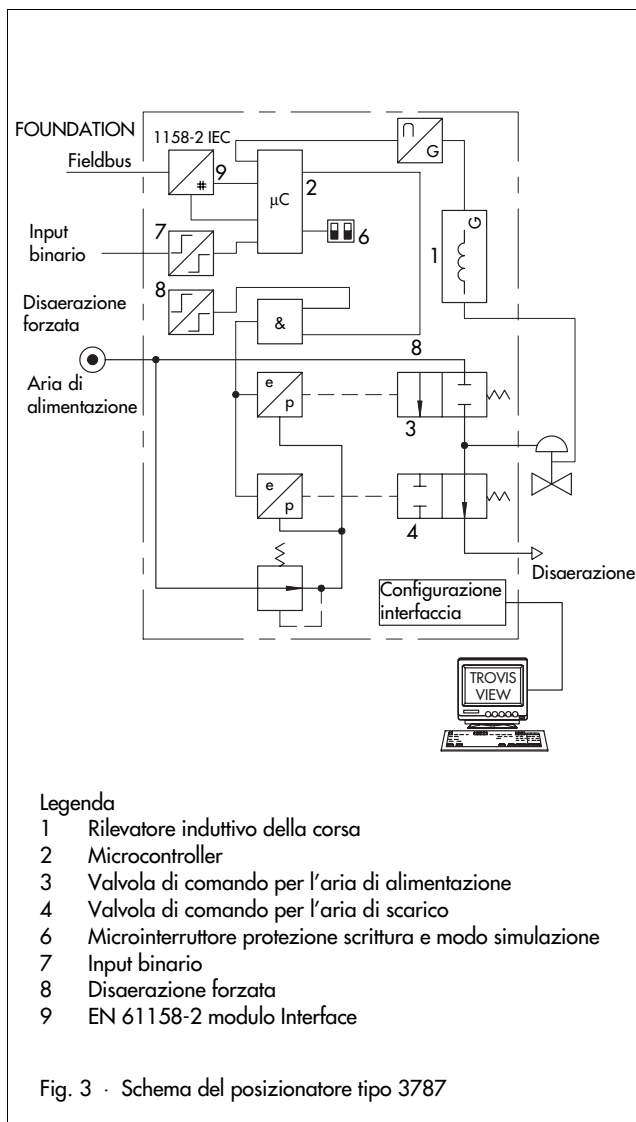 FOUNDATION
Fieldbus
1158-2 IEC
9
#
µC
2
G
G
1
6
Input
binario
7
Disaerazione
forzata
8
&
8
Aria di
alimentazione
e
p
3
e
p
4
Disaerazione
Configurazione
interfaccia
TROVIS
VIEW
Legenda
1 Rilevatore induttivo della corsa
2 Microcontroller
3 Valvola di comando per l’aria di alimentazione
4 Valvola di comando per l’aria di scarico
6 Microinterruttore protezione scrittura e modo simulazione
7 Input binario
8 Disaerazione forzata
9 EN 61158-2 modulo Interface
Fig. 3 · Schema del posizionatore tipo 3787